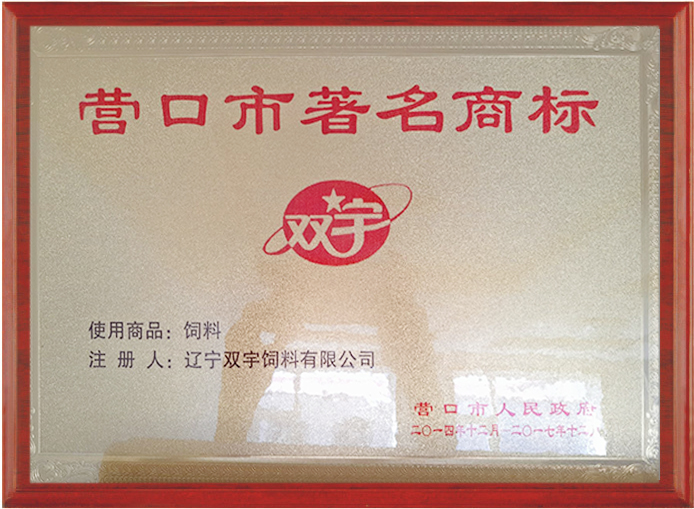 营口市著名商标
双宇
使用商品：饲料
注册人：辽宁双宇饲料有限公司
营口市人民政府
二〇一四年十二月—二〇一七年十二月